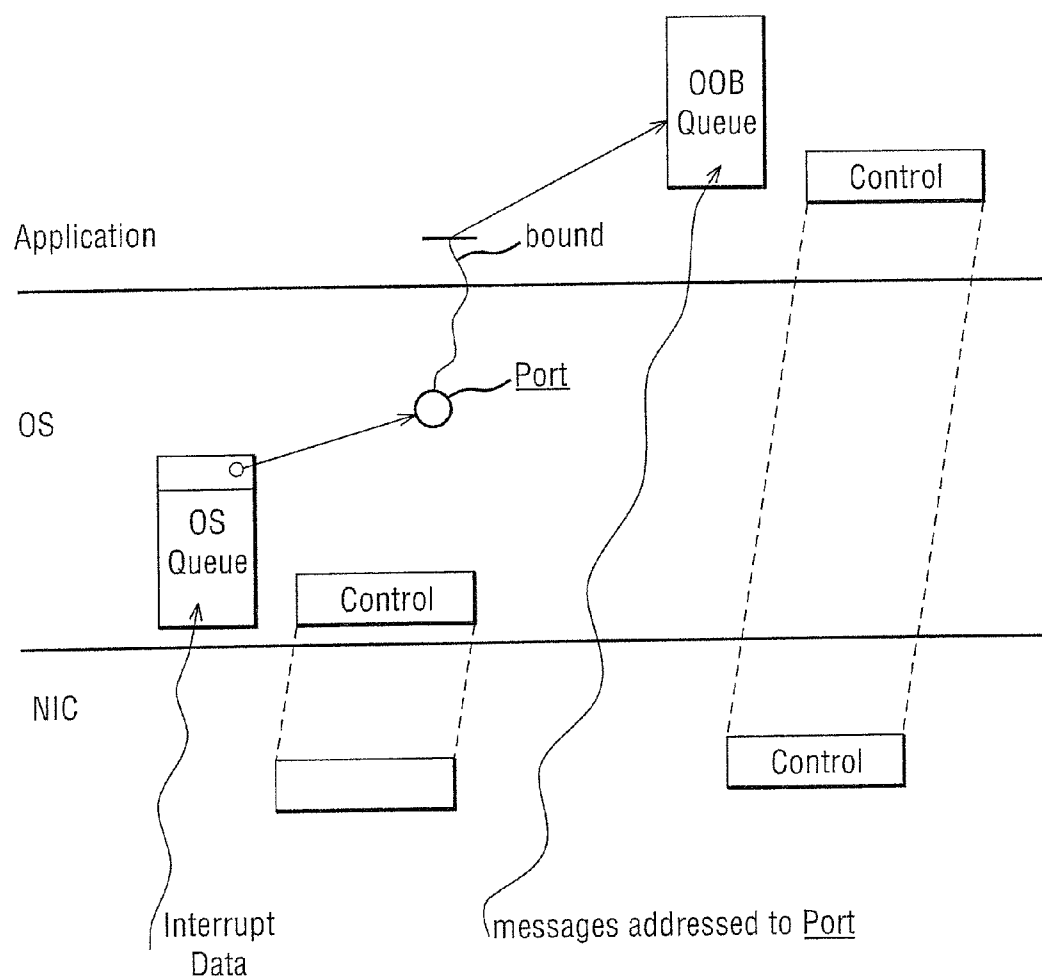 OOB
Queue
Control
Application
bound
Port
OS
OS
Queue
Control
NIC
Control
Interrupt
Data
messages addressed to Port